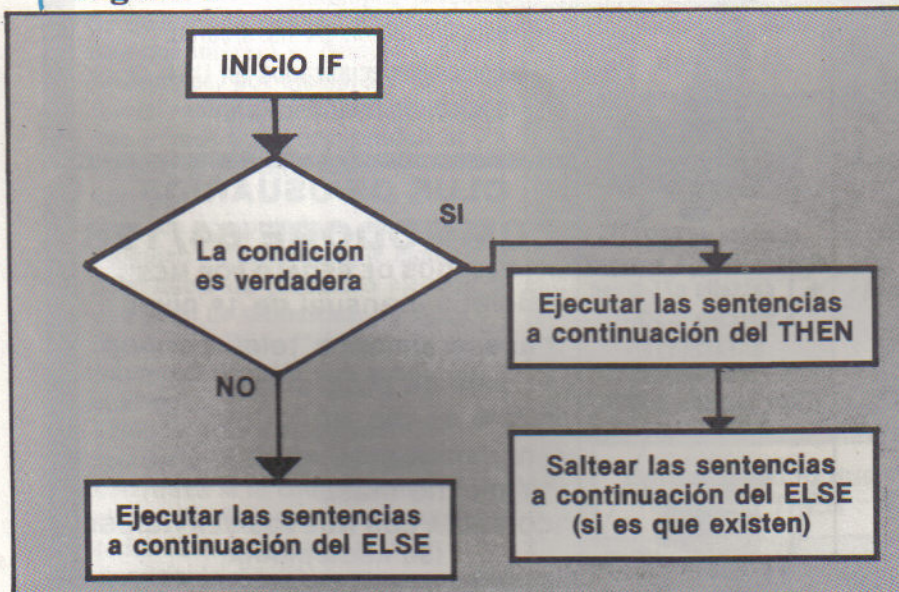 INICIO IF
La condición
es verdadera
SI
NO
Ejecutar las sentencias
a continuación del THEN
Saltear las sentencias
a continuación del ELSE
(si es que existen)
Ejecutar las sentencias
a continuación del ELSE